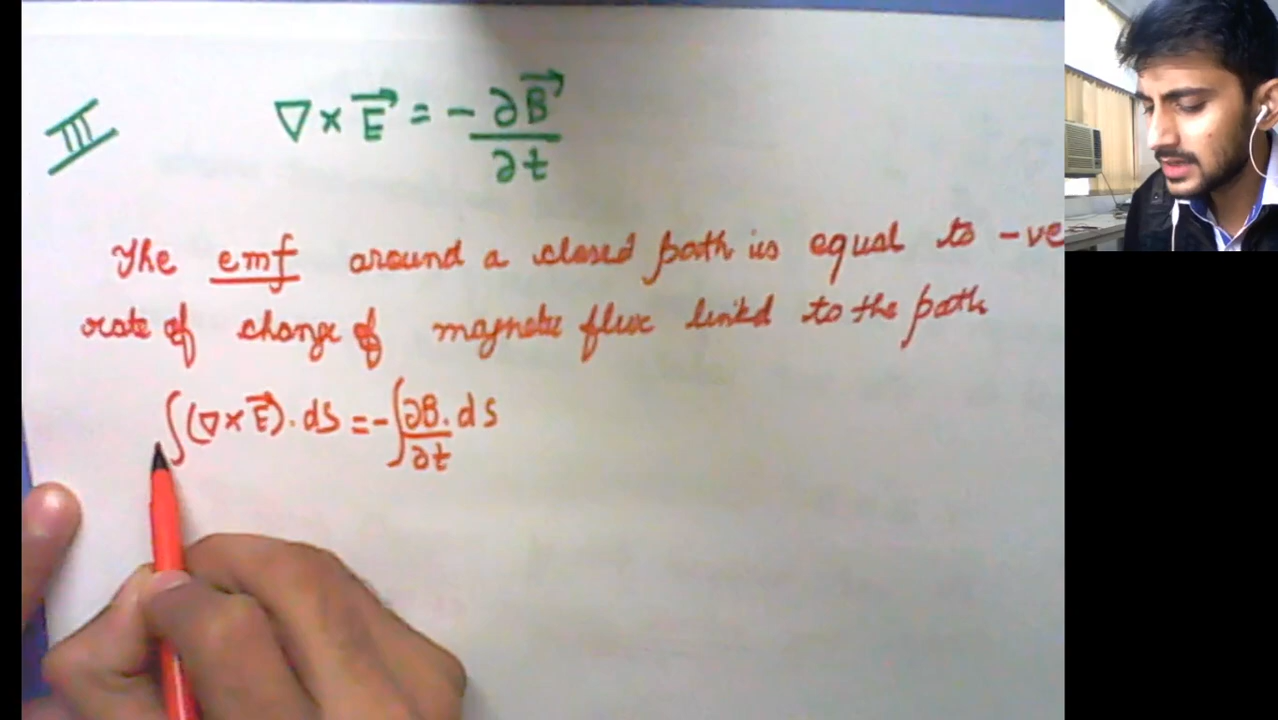 III
∇ × E⃗ = - ∂B⃗ / ∂t
The emf around a closed path is equal to -ve
rate of change of magnetic flux linkd to the path
∫(∇ × E⃗) . ds = - ∫ ∂B / ∂t . ds